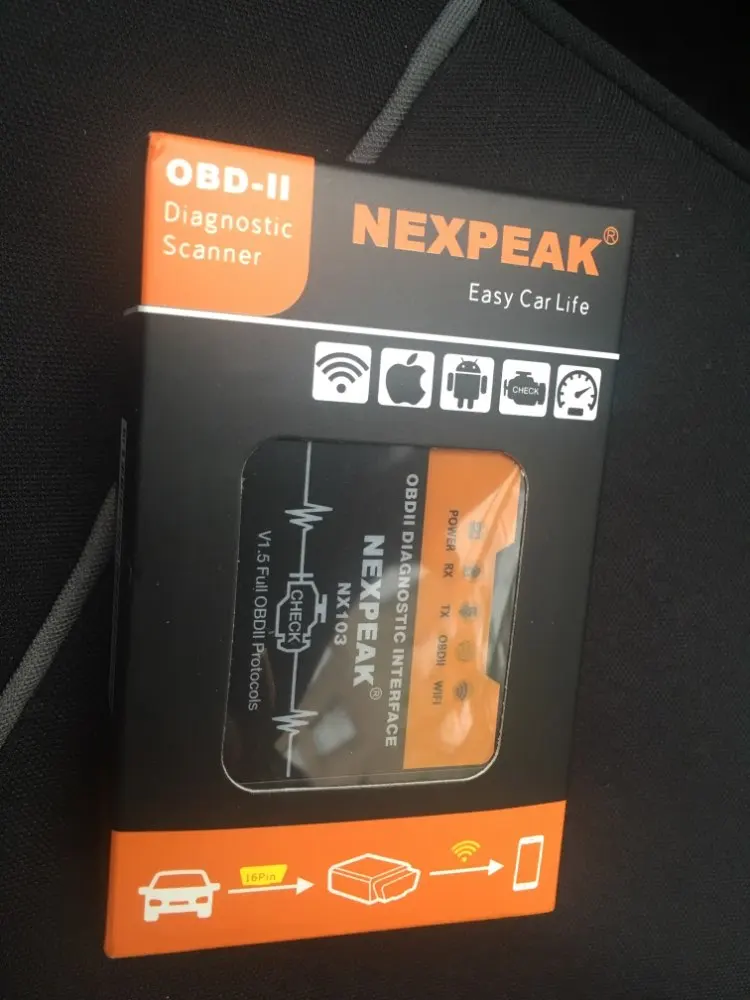 OBD-II
Diagnostic
Scanner
NEXPEAK®
Easy Car Life
CHECK
OBDII DIAGNOSTIC INTERFACE
POWER RX TX OBDII WIFI
NEXPEAK®
NX103
CHECK
V1.5 Full OBDII Protocols
16Pin